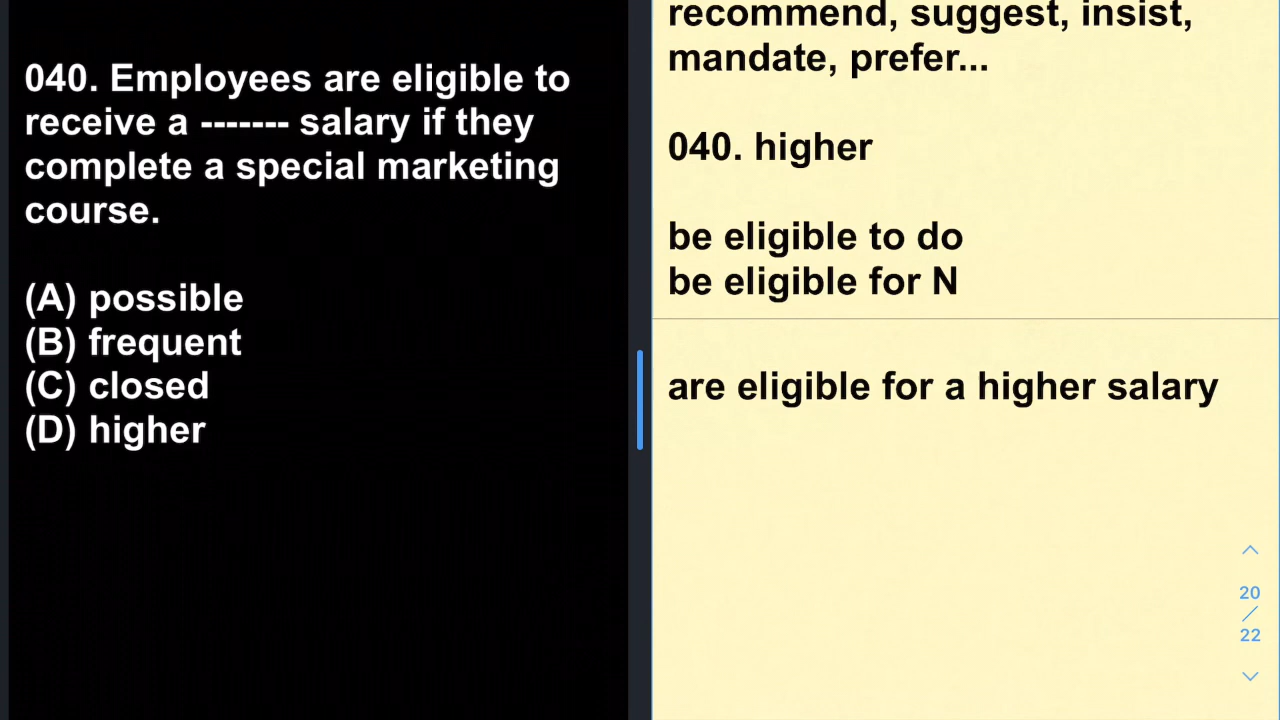 040. Employees are eligible to
receive a ------- salary if they
complete a special marketing
course.
(A) possible
(B) frequent
(C) closed
(D) higher
recommend, suggest, insist,
mandate, prefer...
040. higher
be eligible to do
be eligible for N
are eligible for a higher salary
20
/
22